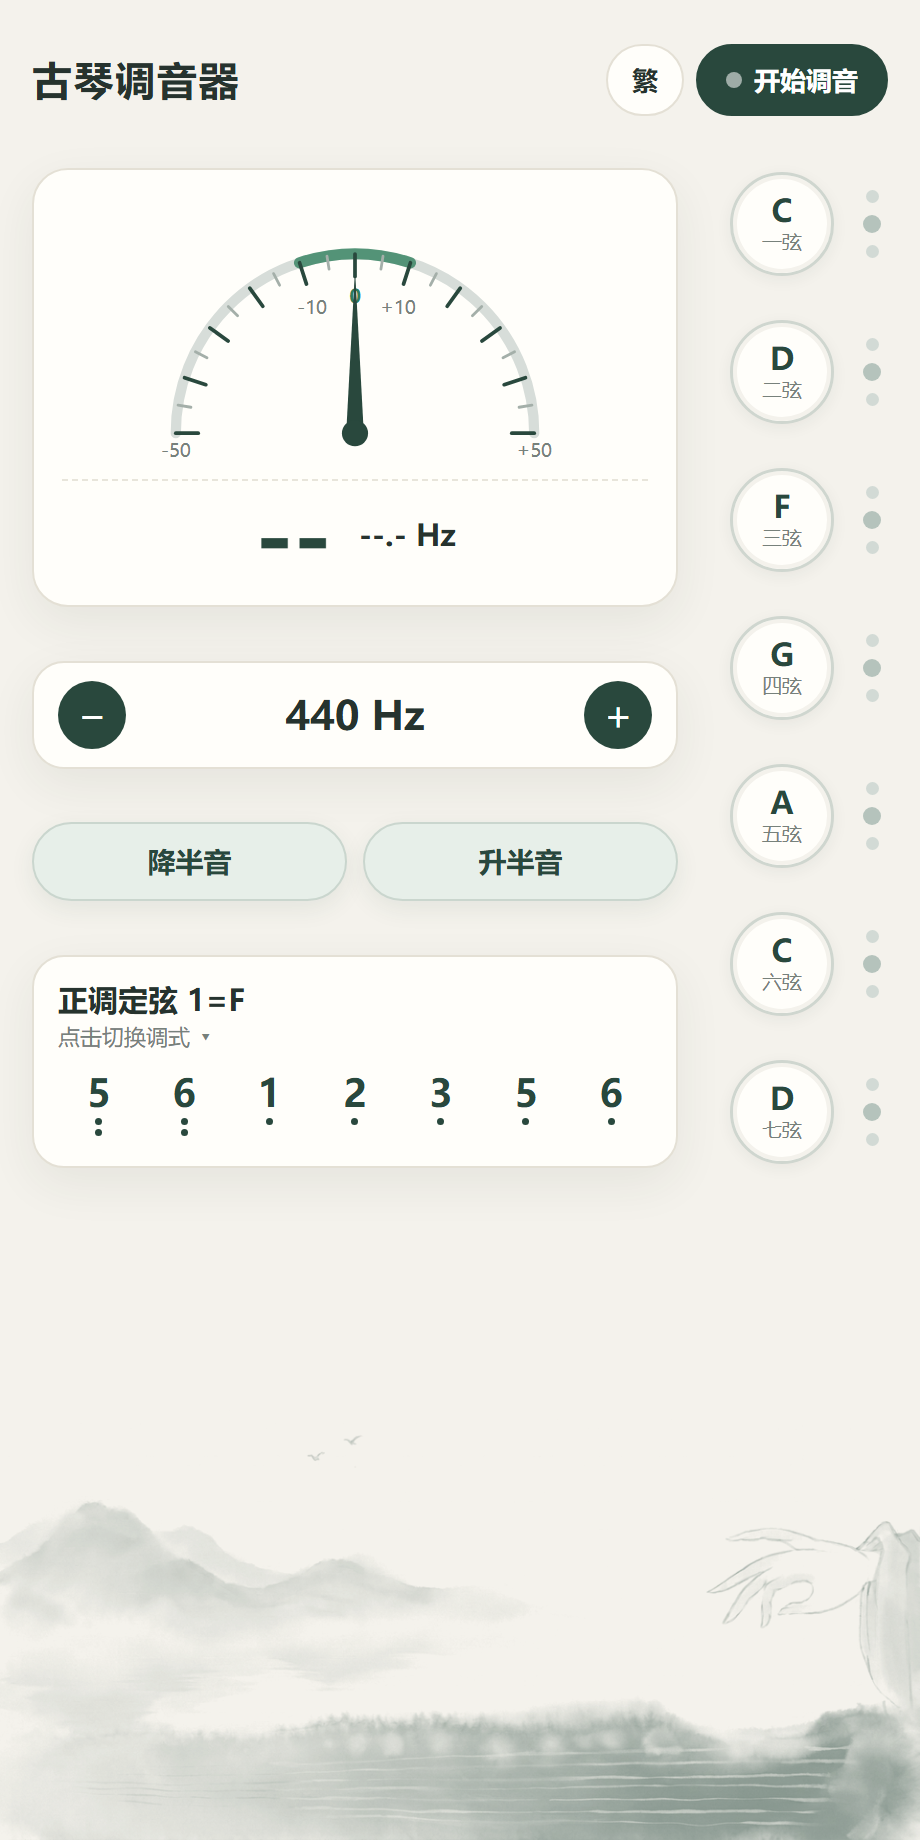 古琴调音器
繁
开始调音
-10
0
+10
-50
+50
-- --.- Hz
− 440 Hz +
降半音
升半音
正调定弦 1=F
点击切换调式 ▾
5 6 1 2 3 5 6
C
一弦
D
二弦
F
三弦
G
四弦
A
五弦
C
六弦
D
七弦